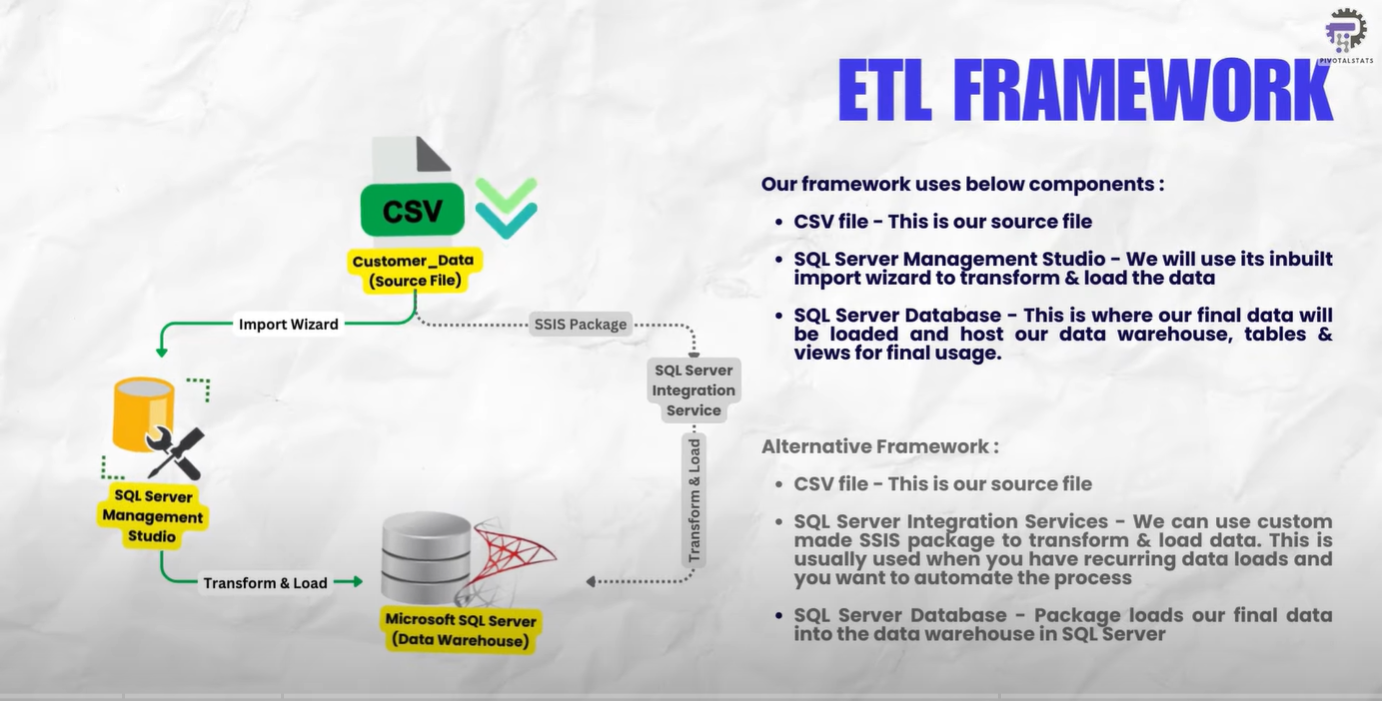 PIVOTALSTATS
ETL FRAMEWORK
CSV
Customer_Data
(Source File)
Import Wizard
SSIS Package
SQL Server
Integration
Service
SQL Server
Management
Studio
Transform & Load
Transform & Load
Microsoft SQL Server
(Data Warehouse)
Our framework uses below components :
• CSV file - This is our source file
• SQL Server Management Studio - We will use its inbuilt
import wizard to transform & load the data
• SQL Server Database - This is where our final data will
be loaded and host our data warehouse, tables &
views for final usage.
Alternative Framework :
• CSV file - This is our source file
• SQL Server Integration Services - We can use custom
made SSIS package to transform & load data. This is
usually used when you have recurring data loads and
you want to automate the process
• SQL Server Database - Package loads our final data
into the data warehouse in SQL Server